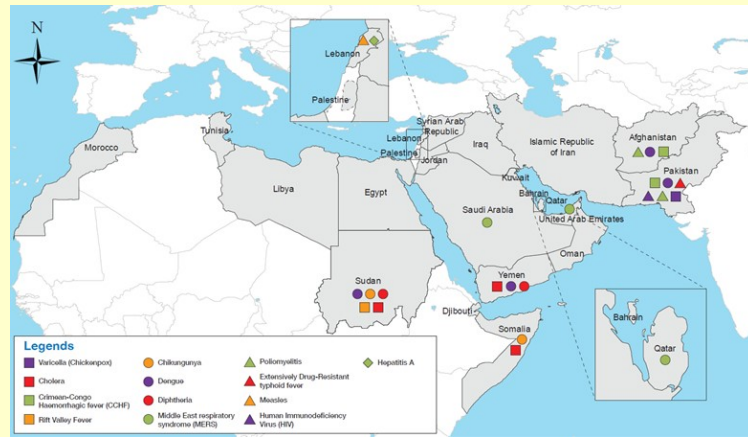 N
Lebanon
Palestine
Tunisia
Morocco
Syrian Arab
Republic
Lebanon
Palestine
Jordan
Iraq
Islamic Republic
of Iran
Afghanistan
Pakistan
Libya
Egypt
Kuwait
Bahrain
Qatar
Saudi Arabia
United Arab Emirates
Oman
Sudan
Yemen
Djibouti
Somalia
Bahrain
Qatar
Legends
Varicella (Chickenpox)
Cholera
Crimean-Congo
Haemorrhagic fever (CCHF)
Rift Valley Fever
Chikungunya
Dengue
Diphtheria
Middle East respiratory
syndrome (MERS)
Poliomyelitis
Extensively Drug-Resistant
typhoid fever
Measles
Human Immunodeficiency
Virus (HIV)
Hepatitis A